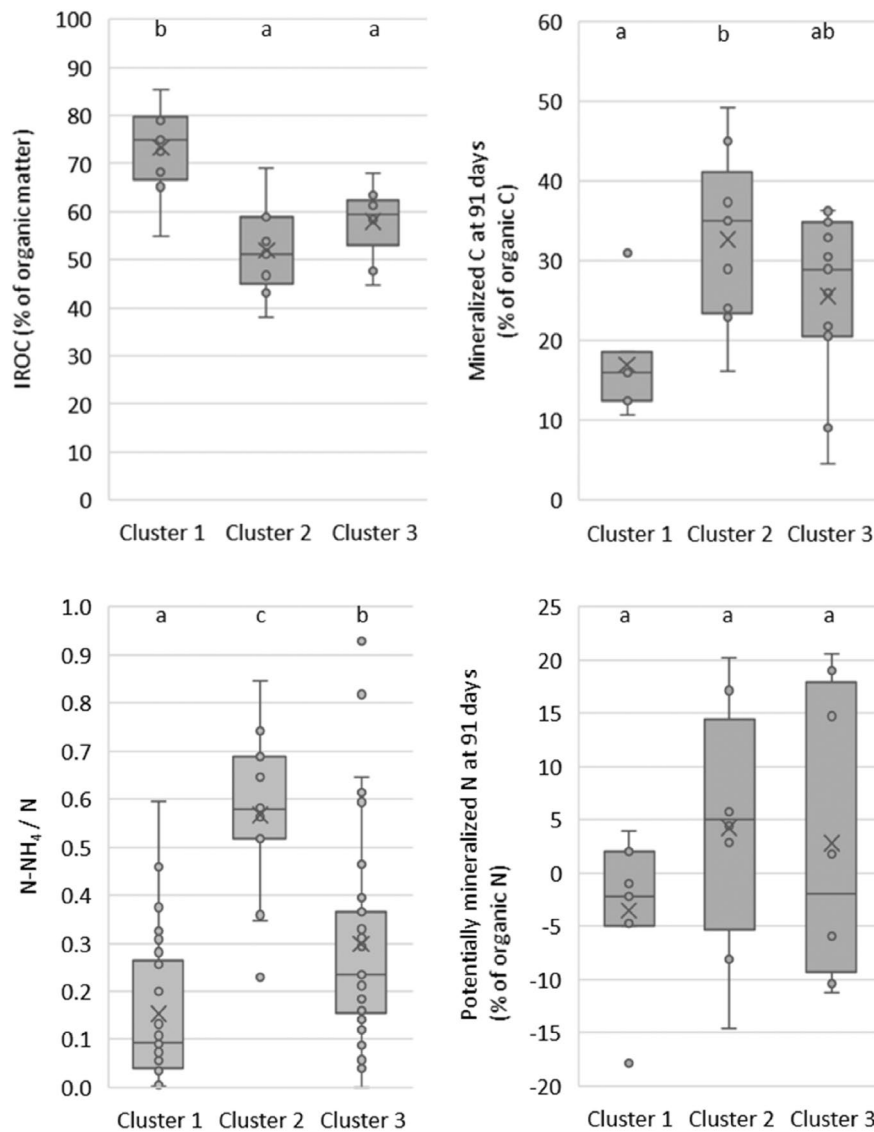 IROC (% of organic matter)
100
90
80
70
60
50
40
30
20
10
0
b a a
Cluster 1 Cluster 2 Cluster 3
Mineralized C at 91 days
(% of organic C)
60
50
40
30
20
10
0
a b ab
Cluster 1 Cluster 2 Cluster 3
N-NH₄ / N
1.0
0.9
0.8
0.7
0.6
0.5
0.4
0.3
0.2
0.1
0.0
a c b
Cluster 1 Cluster 2 Cluster 3
Potentially mineralized N at 91 days
(% of organic N)
25
20
15
10
5
0
-5
-10
-15
-20
a a a
Cluster 1 Cluster 2 Cluster 3